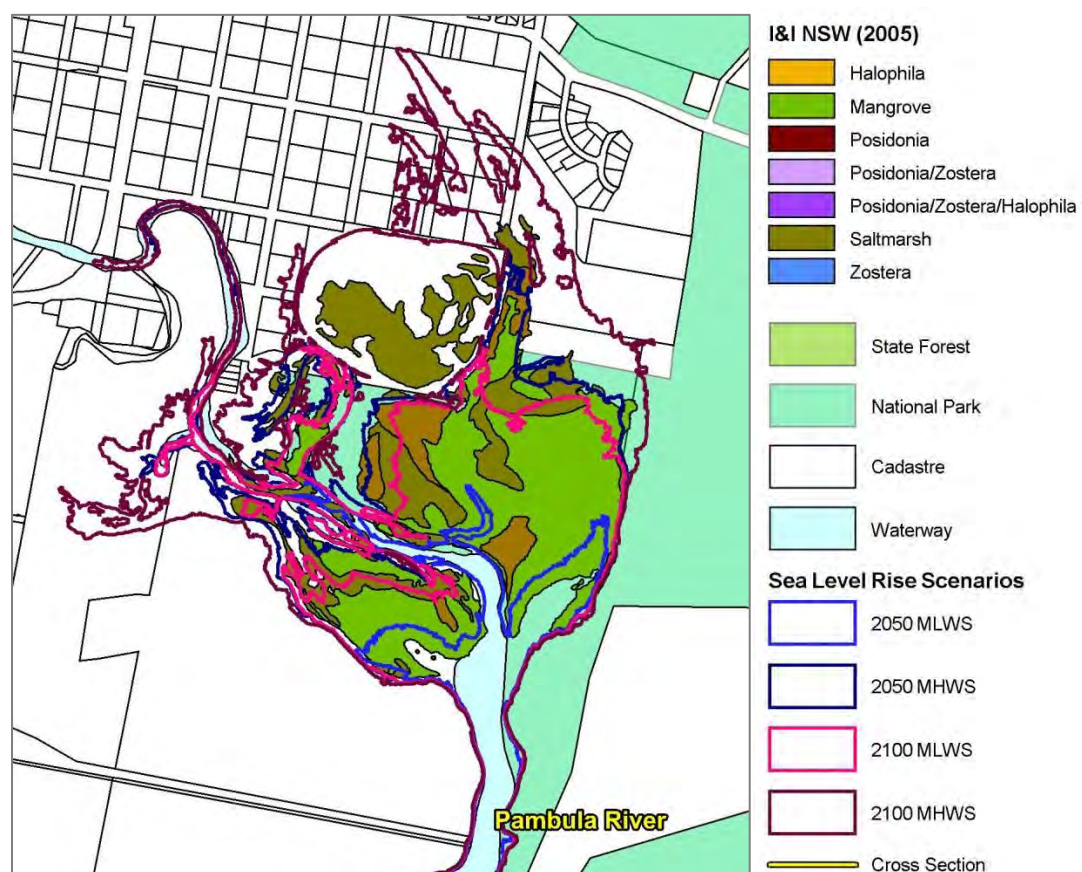 I&I NSW (2005)
Halophila
Mangrove
Posidonia
Posidonia/Zostera
Posidonia/Zostera/Halophila
Saltmarsh
Zostera
State Forest
National Park
Cadastre
Waterway
Sea Level Rise Scenarios
2050 MLWS
2050 MHWS
2100 MLWS
2100 MHWS
Cross Section
Pambula River